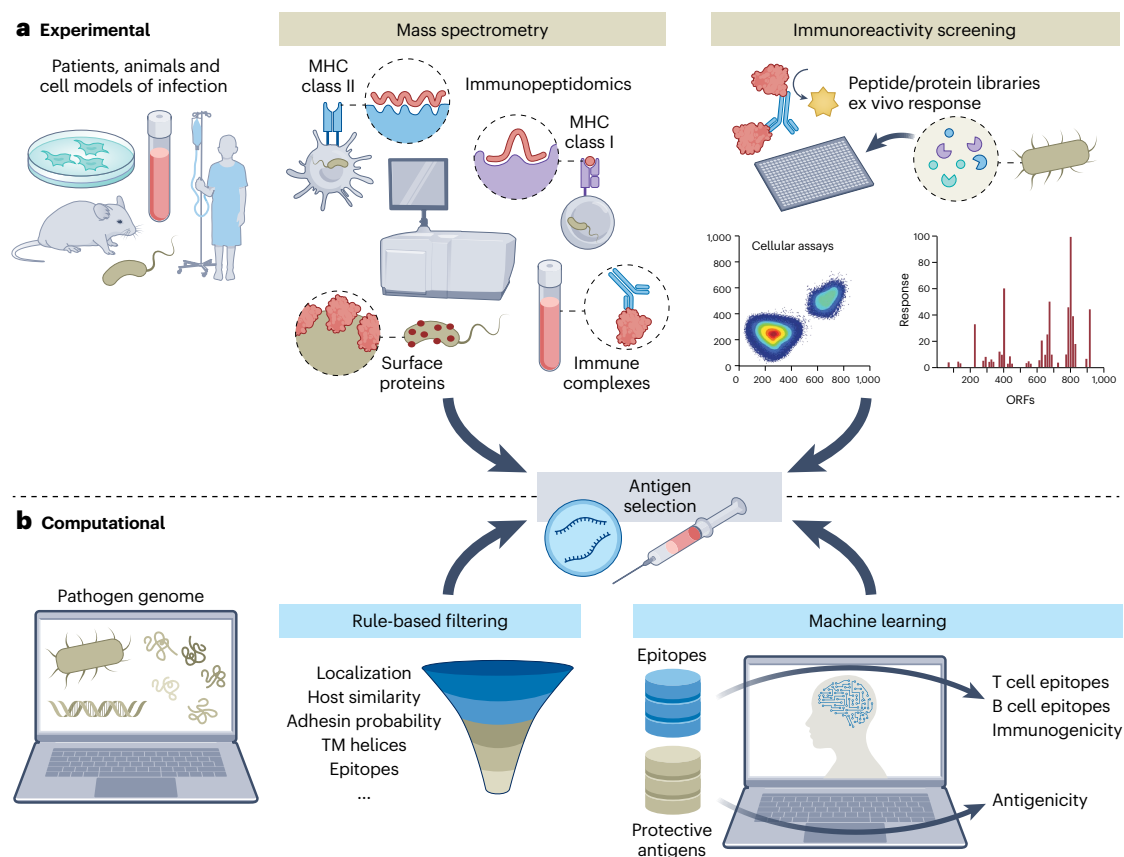 a Experimental
Patients, animals and
cell models of infection
Mass spectrometry
MHC
class II
Immunopeptidomics
MHC
class I
Surface
proteins
Immune
complexes
Immunoreactivity screening
Peptide/protein libraries
ex vivo response
Cellular assays
1,000
800
600
400
200
0
0 200 400 600 800 1,000
Response
100
80
60
40
20
0
200 400 600 800 1,000
ORFs
Antigen
selection
b Computational
Pathogen genome
Rule-based filtering
Localization
Host similarity
Adhesin probability
TM helices
Epitopes
...
Machine learning
Epitopes
Protective
antigens
T cell epitopes
B cell epitopes
Immunogenicity
Antigenicity